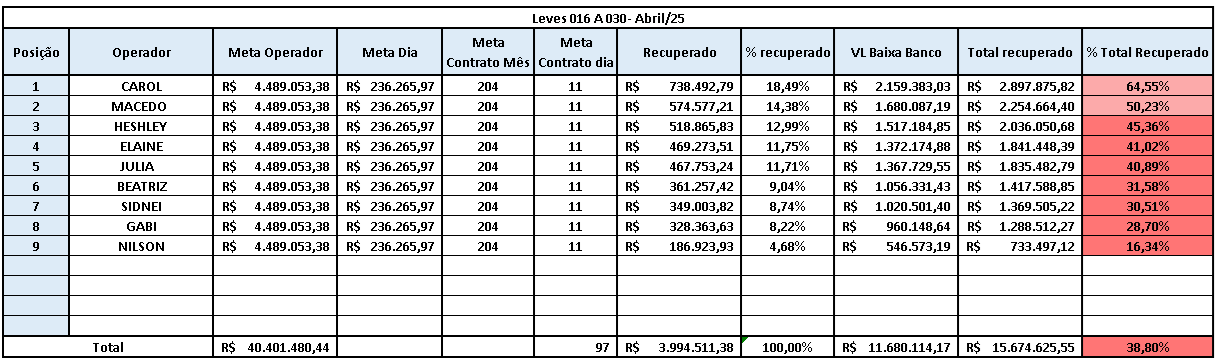 Leves 016 A 030- Abril/25
Posição Operador Meta Operador Meta Dia Meta Contrato Mês Meta Contrato dia Recuperado % recuperado VL Baixa Banco Total recuperado % Total Recuperado
1 CAROL R$ 4.489.053,38 R$ 236.265,97 204 11 R$ 738.492,79 18,49% R$ 2.159.383,03 R$ 2.897.875,82 64,55%
2 MACEDO R$ 4.489.053,38 R$ 236.265,97 204 11 R$ 574.577,21 14,38% R$ 1.680.087,19 R$ 2.254.664,40 50,23%
3 HESHLEY R$ 4.489.053,38 R$ 236.265,97 204 11 R$ 518.865,83 12,99% R$ 1.517.184,85 R$ 2.036.050,68 45,36%
4 ELAINE R$ 4.489.053,38 R$ 236.265,97 204 11 R$ 469.273,51 11,75% R$ 1.372.174,88 R$ 1.841.448,39 41,02%
5 JULIA R$ 4.489.053,38 R$ 236.265,97 204 11 R$ 467.753,24 11,71% R$ 1.367.729,55 R$ 1.835.482,79 40,89%
6 BEATRIZ R$ 4.489.053,38 R$ 236.265,97 204 11 R$ 361.257,42 9,04% R$ 1.056.331,43 R$ 1.417.588,85 31,58%
7 SIDNEI R$ 4.489.053,38 R$ 236.265,97 204 11 R$ 349.003,82 8,74% R$ 1.020.501,40 R$ 1.369.505,22 30,51%
8 GABI R$ 4.489.053,38 R$ 236.265,97 204 11 R$ 328.363,63 8,22% R$ 960.148,64 R$ 1.288.512,27 28,70%
9 NILSON R$ 4.489.053,38 R$ 236.265,97 204 11 R$ 186.923,93 4,68% R$ 546.573,19 R$ 733.497,12 16,34%
Total R$ 40.401.480,44 97 R$ 3.994.511,38 100,00% R$ 11.680.114,17 R$ 15.674.625,55 38,80%